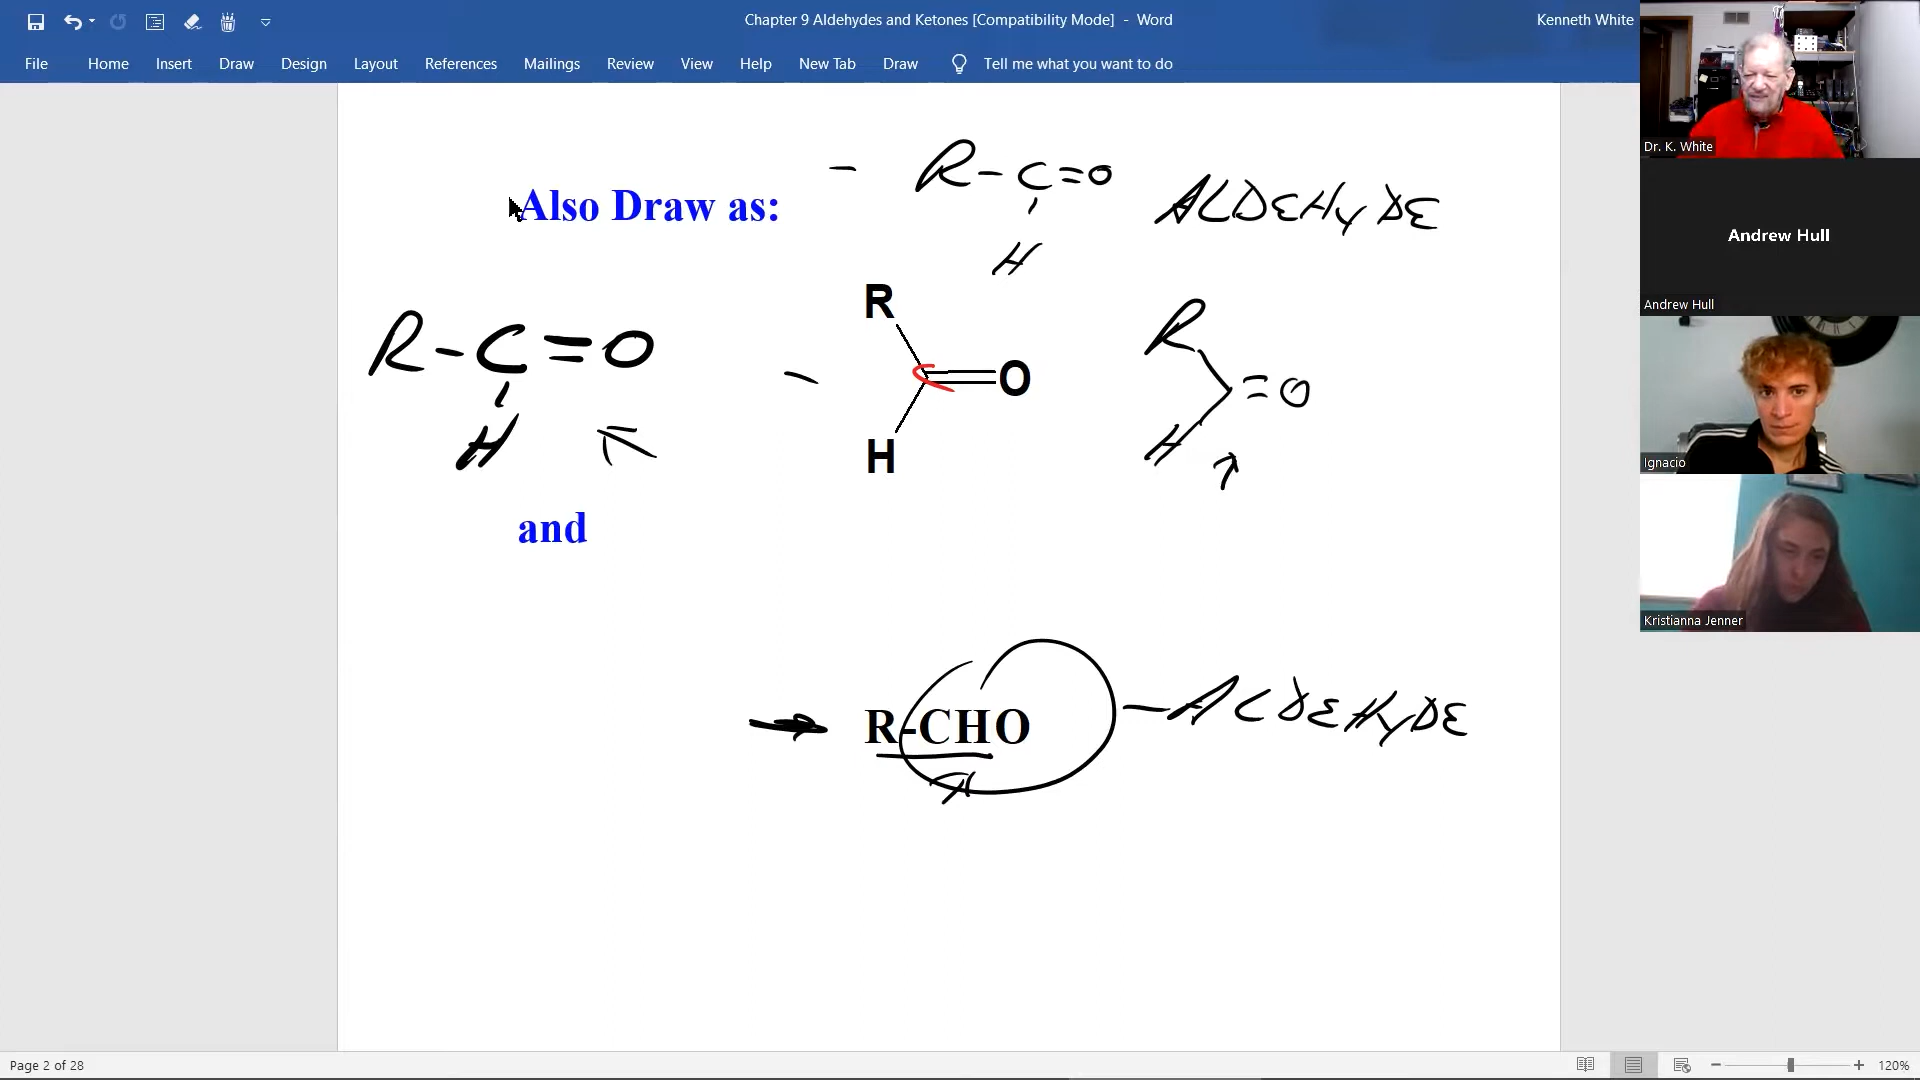 Chapter 9 Aldehydes and Ketones [Compatibility Mode] - Word
Kenneth White
File Home Insert Draw Design Layout References Mailings Review View Help New Tab Draw Tell me what you want to do
Dr. K. White
Andrew Hull
Andrew Hull
Ignacio
Kristianna Jenner
- R-C=O
H
ALDEHYDE
Also Draw as:
R-C=O
H
R
=O
H
R
=O
H
and
R-CHO
-ALDEHYDE
Page 2 of 28
120%